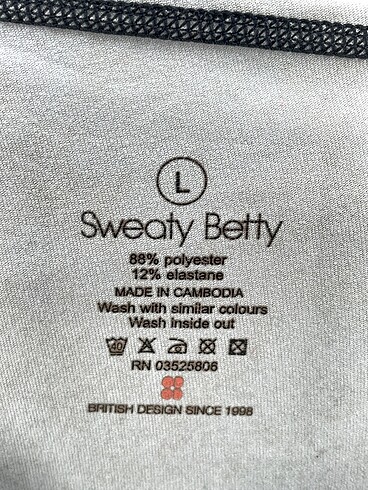 L
Sweaty Betty
88% polyester
12% elastane
MADE IN CAMBODIA
Wash with similar colours
Wash inside out
40
RN 03525806
BRITISH DESIGN SINCE 1998